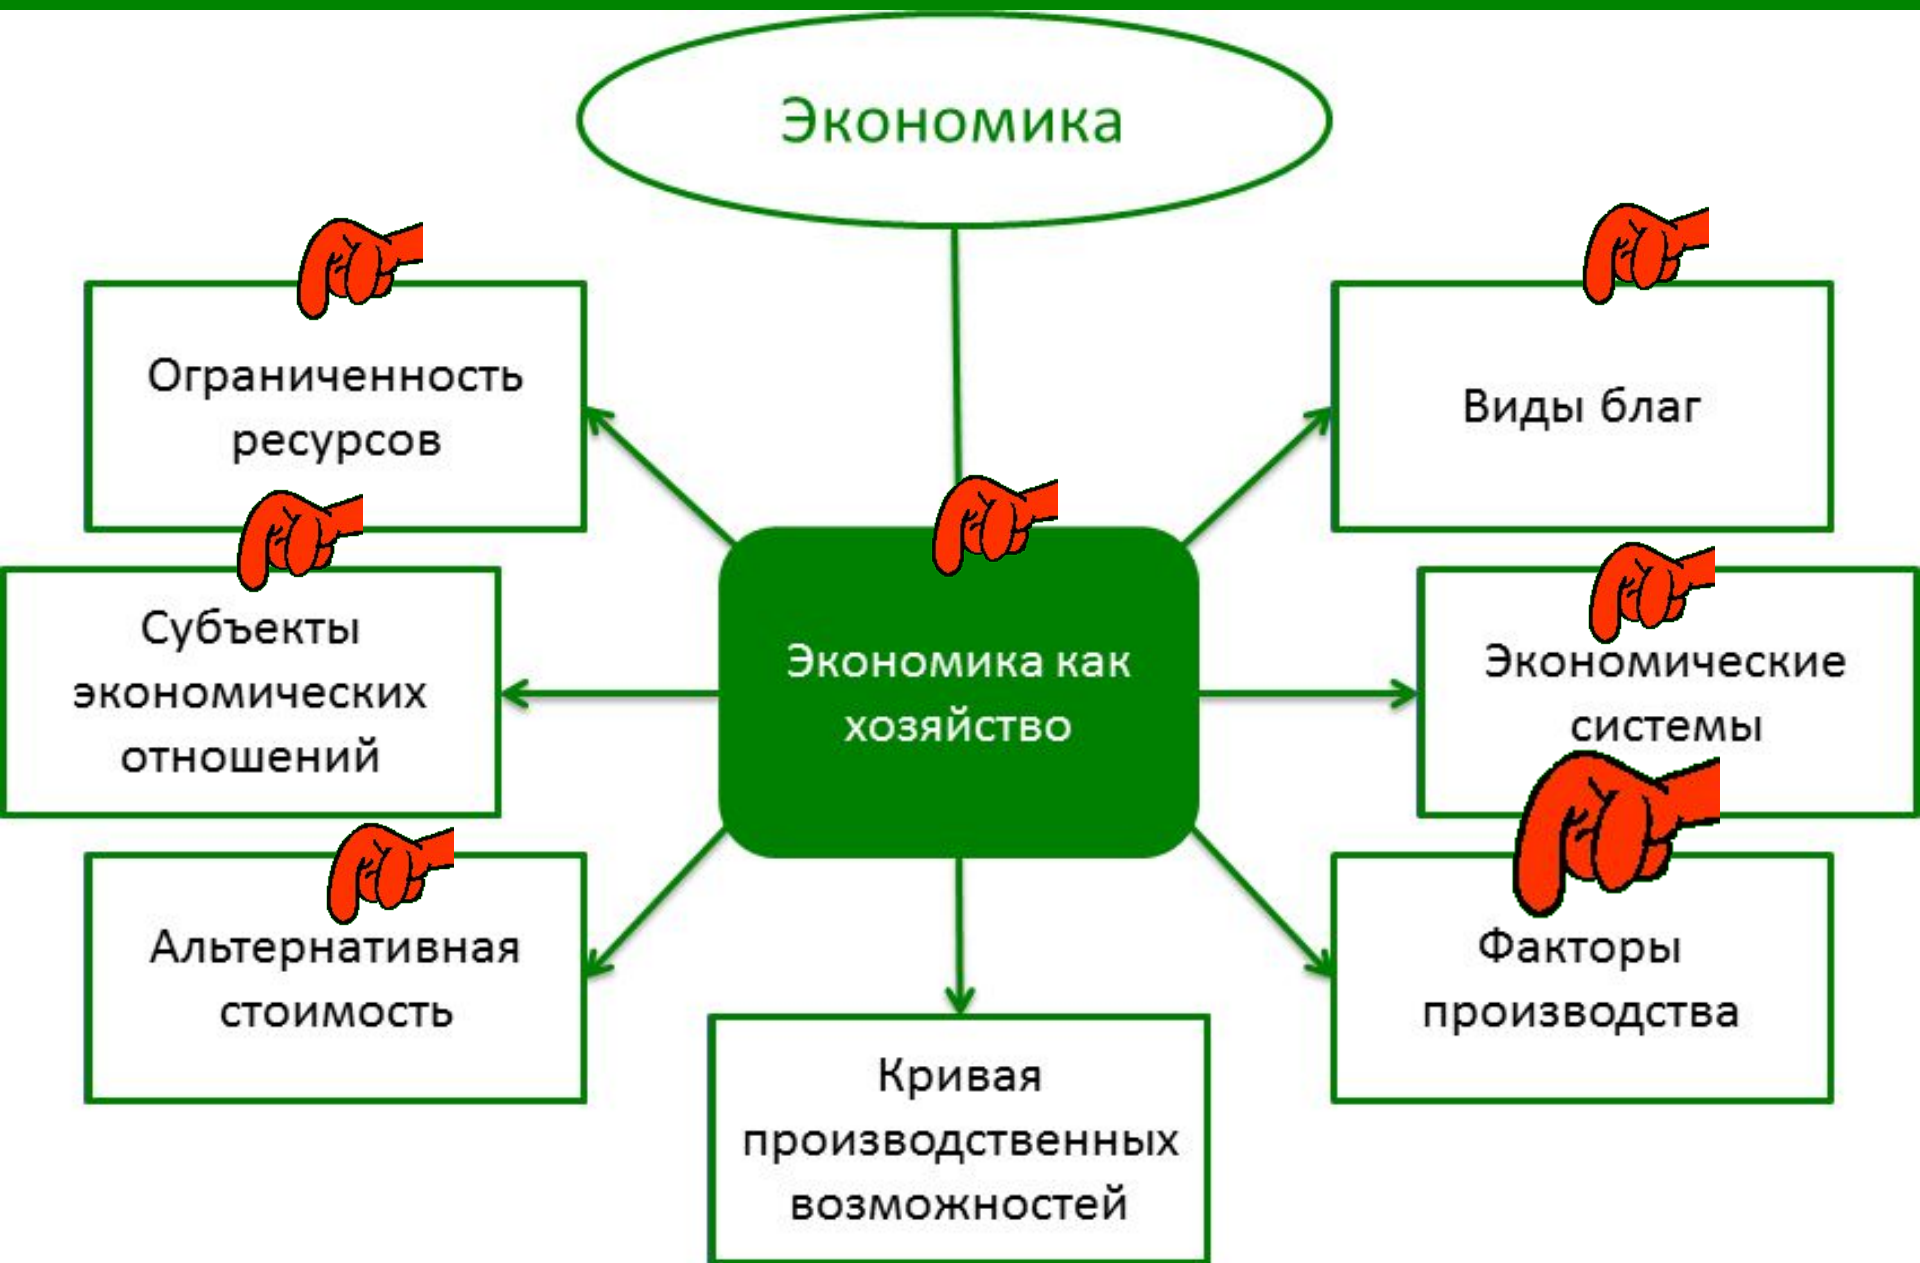 Экономика
Ограниченность
ресурсов
Виды благ
Субъекты
экономических
отношений
Экономика как
хозяйство
Экономические
системы
Альтернативная
стоимость
Факторы
производства
Кривая
производственных
возможностей